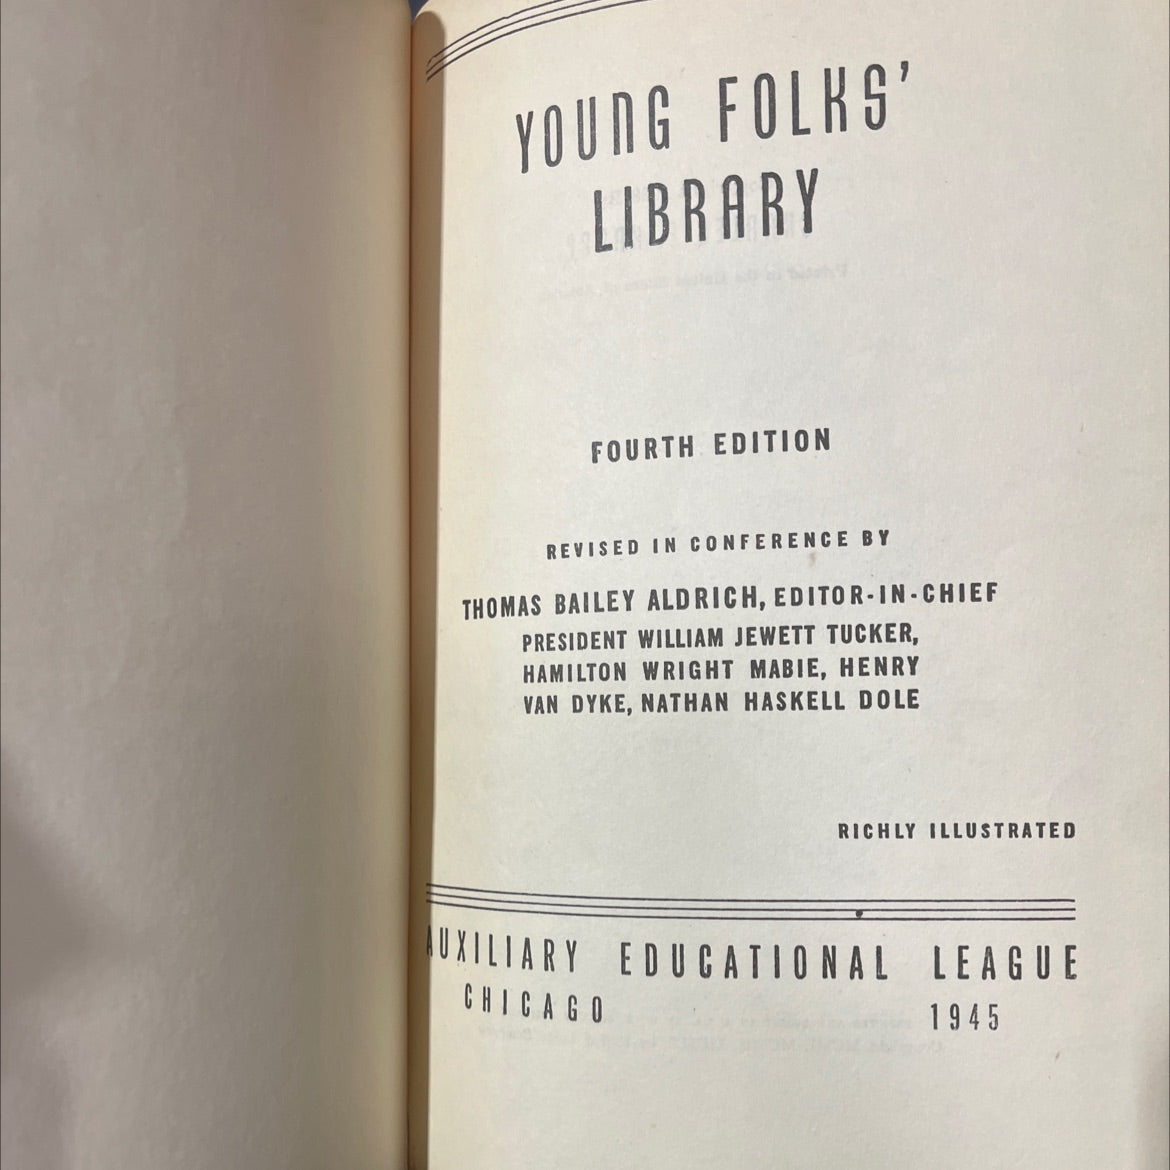 YOUNG FOLKS'
LIBRARY
FOURTH EDITION
REVISED IN CONFERENCE BY
THOMAS BAILEY ALDRICH, EDITOR-IN-CHIEF
PRESIDENT WILLIAM JEWETT TUCKER,
HAMILTON WRIGHT MABIE, HENRY
VAN DYKE, NATHAN HASKELL DOLE
RICHLY ILLUSTRATED
AUXILIARY EDUCATIONAL LEAGUE
CHICAGO 1945